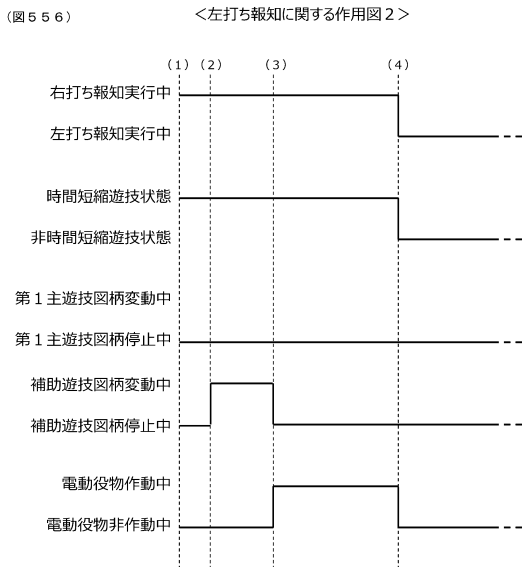 （図５５６）
＜左打ち報知に関する作用図２＞
（１）（２）（３）（４）
右打ち報知実行中
左打ち報知実行中
時間短縮遊技状態
非時間短縮遊技状態
第１主遊技図柄変動中
第１主遊技図柄停止中
補助遊技図柄変動中
補助遊技図柄停止中
電動役物作動中
電動役物非作動中